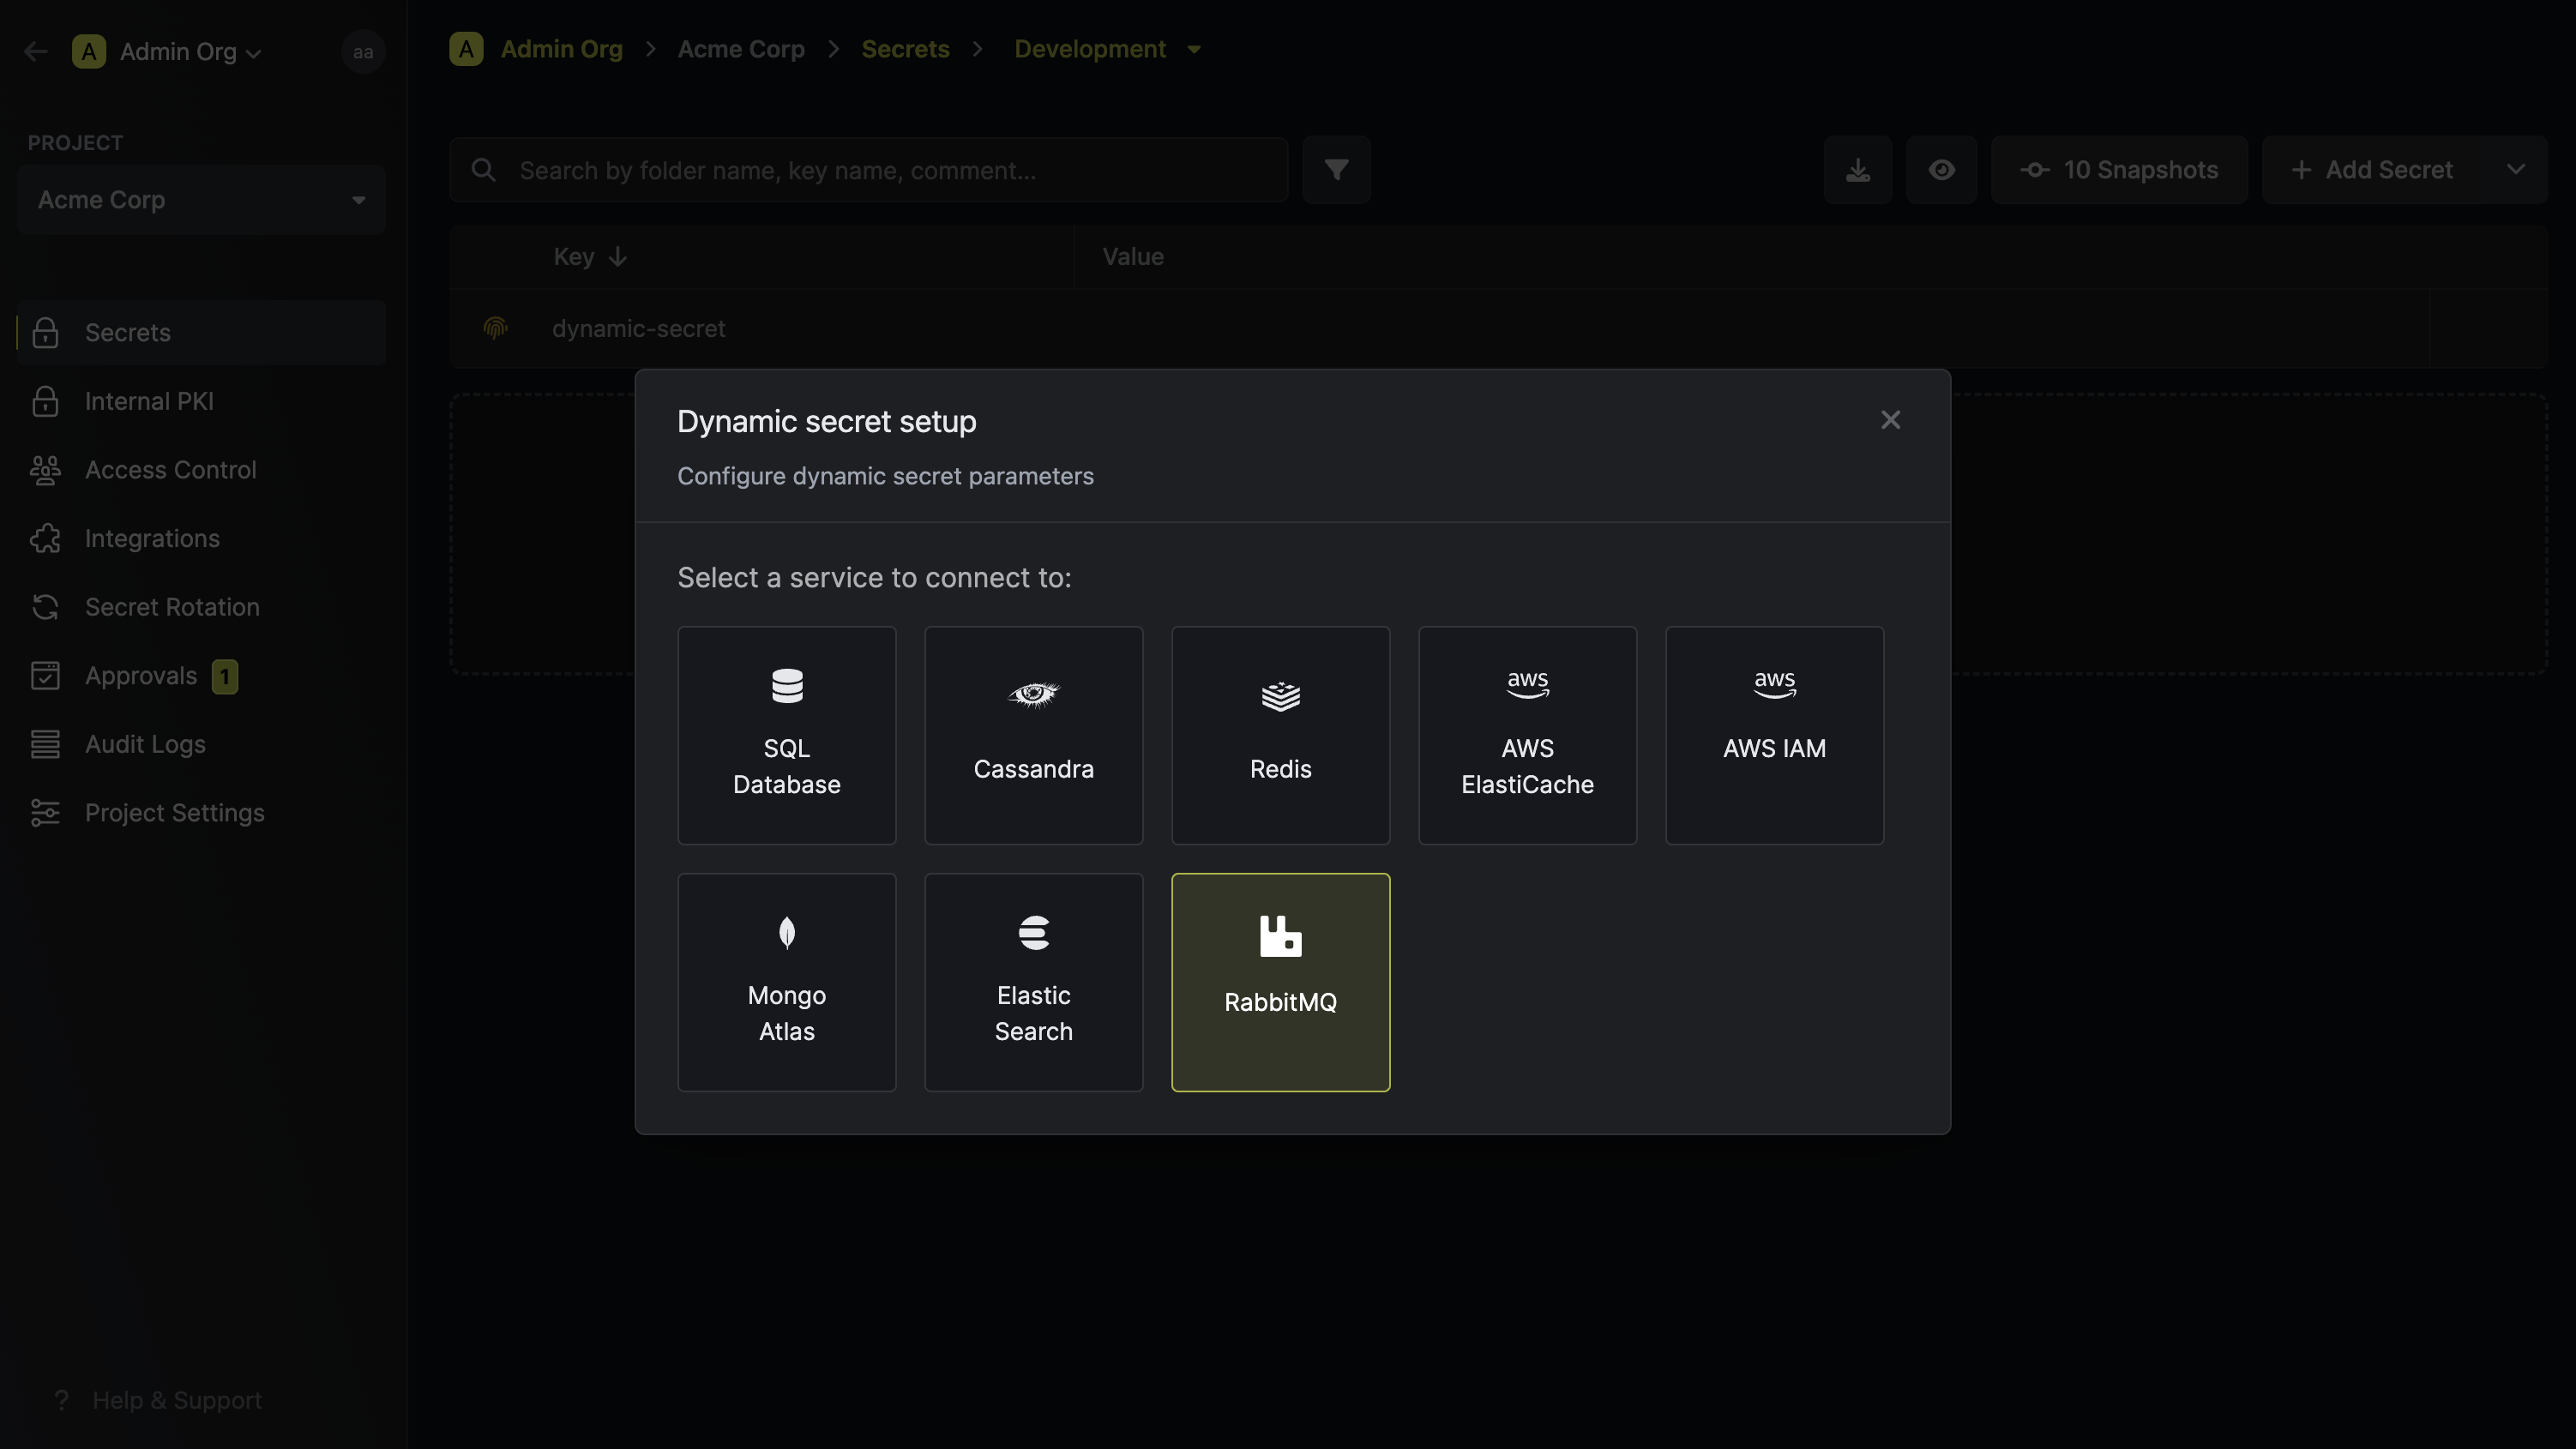 A Admin Org aa
PROJECT
Acme Corp
Secrets
Internal PKI
Access Control
Integrations
Secret Rotation
Approvals 1
Audit Logs
Project Settings
? Help & Support
A Admin Org > Acme Corp > Secrets > Development
Search by folder name, key name, comment...
10 Snapshots
+ Add Secret
Key Value
dynamic-secret
Dynamic secret setup
Configure dynamic secret parameters
Select a service to connect to:
SQL
Database
Cassandra
Redis
aws
AWS
ElastiCache
aws
AWS IAM
Mongo
Atlas
Elastic
Search
RabbitMQ